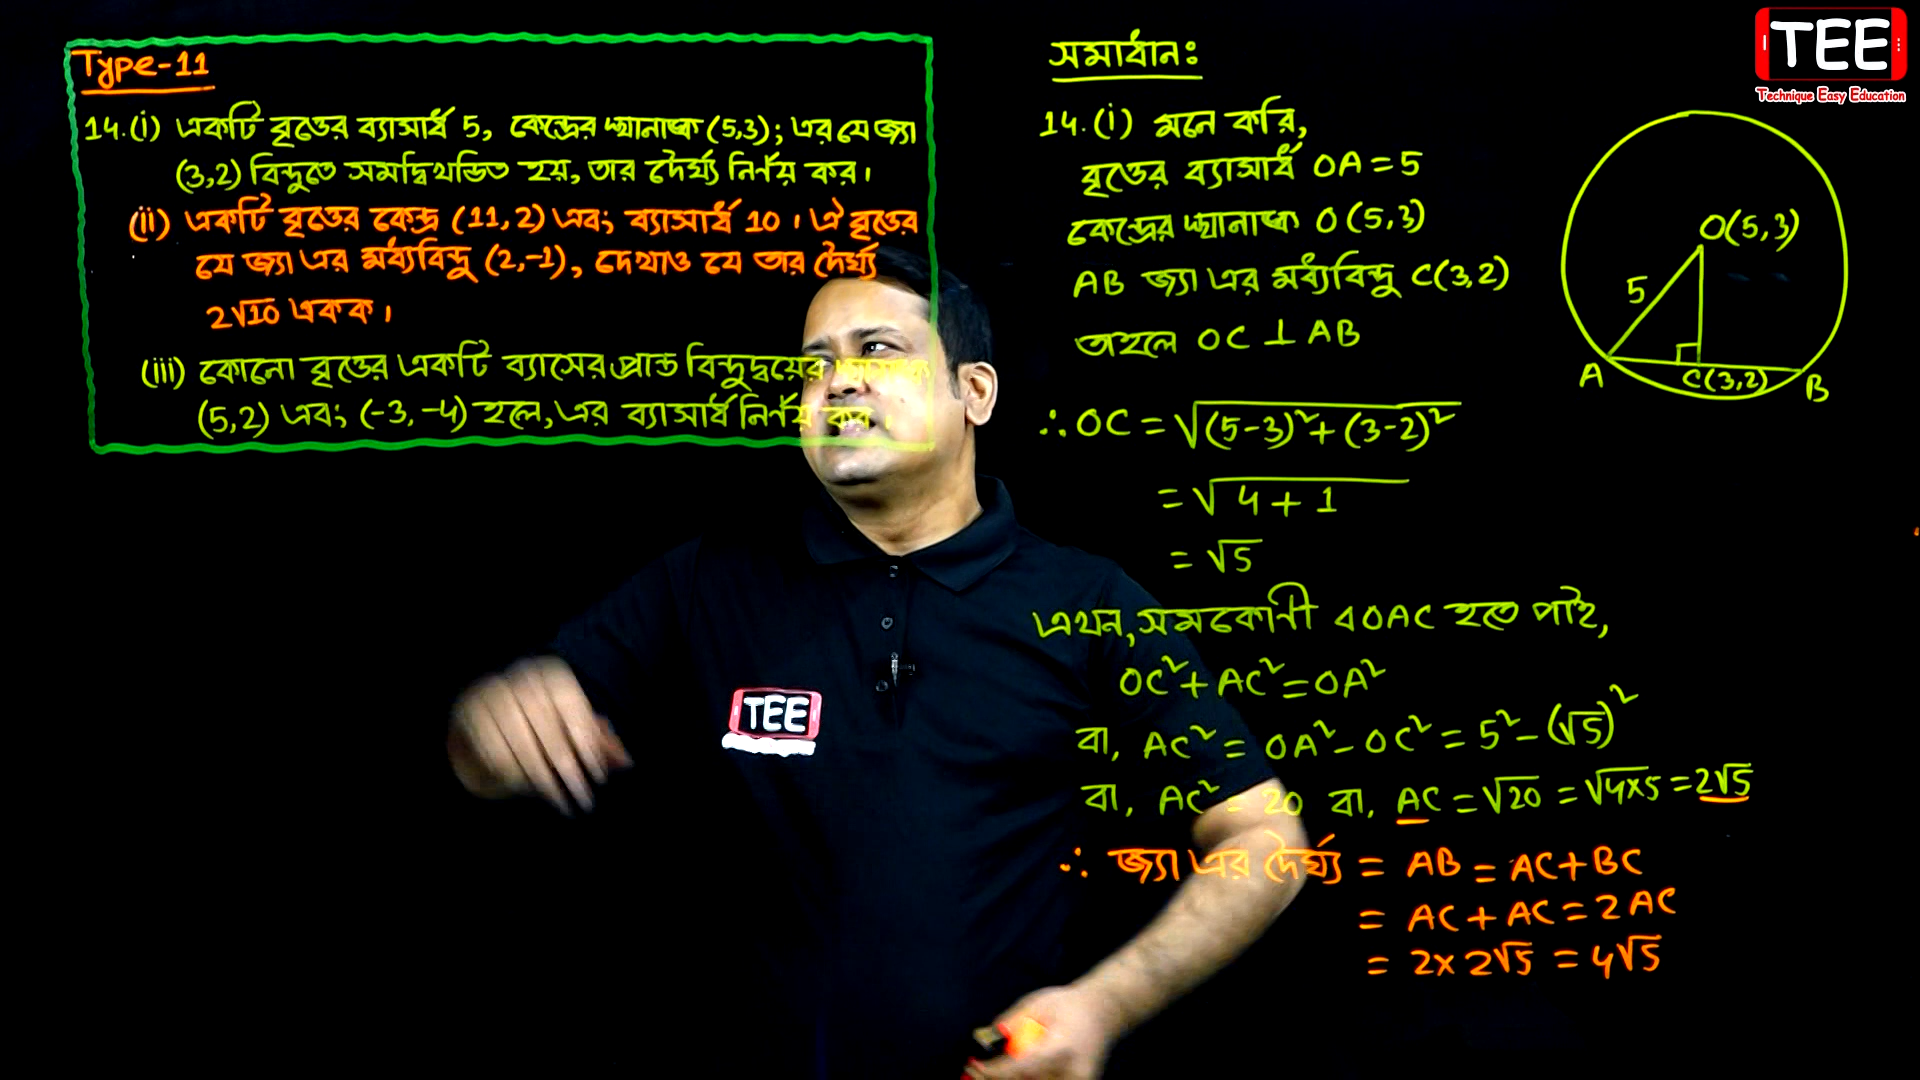 Type-11
14.(i) একটি বৃত্তের ব্যাসার্ধ 5, কেন্দ্রের স্থানাঙ্ক (5,3); এর যে জ্যা
(3,2) বিন্দুতে সমদ্বিখন্ডিত হয়, তার দৈর্ঘ্য নির্ণয় কর।
(ii) একটি বৃত্তের কেন্দ্র (11,2) এবং ব্যাসার্ধ 10। ঐ বৃত্তের
যে জ্যা এর মধ্যবিন্দু (2,-1), দেখাও যে তার দৈর্ঘ্য
2√10 একক।
(iii) কোনো বৃত্তের একটি ব্যাসের প্রান্ত বিন্দুদ্বয়ের
(5,2) এবং (-3,-4) হলে, এর ব্যাসার্ধ নির্ণয় কর।
সমাধানঃ
14.(i) মনে করি,
বৃত্তের ব্যাসার্ধ OA = 5
কেন্দ্রের স্থানাঙ্ক O (5,3)
AB জ্যা এর মধ্যবিন্দু C(3,2)
তাহলে OC ⊥ AB
∴ OC = √(5-3)²+(3-2)²
= √4+1
= √5
এখন, সমকোণী ⊲OAC হতে পাই,
OC²+AC²=OA²
বা, AC² = OA²-OC² = 5²-(√5)²
বা, AC² = 20 বা, AC = √20 = √4×5 = 2√5
∴ জ্যা এর দৈর্ঘ্য = AB = AC+BC
= AC+AC = 2AC
= 2×2√5 = 4√5
O(5,3)
5
A
C(3,2)
B
TEE
Technique Easy Education
TEE